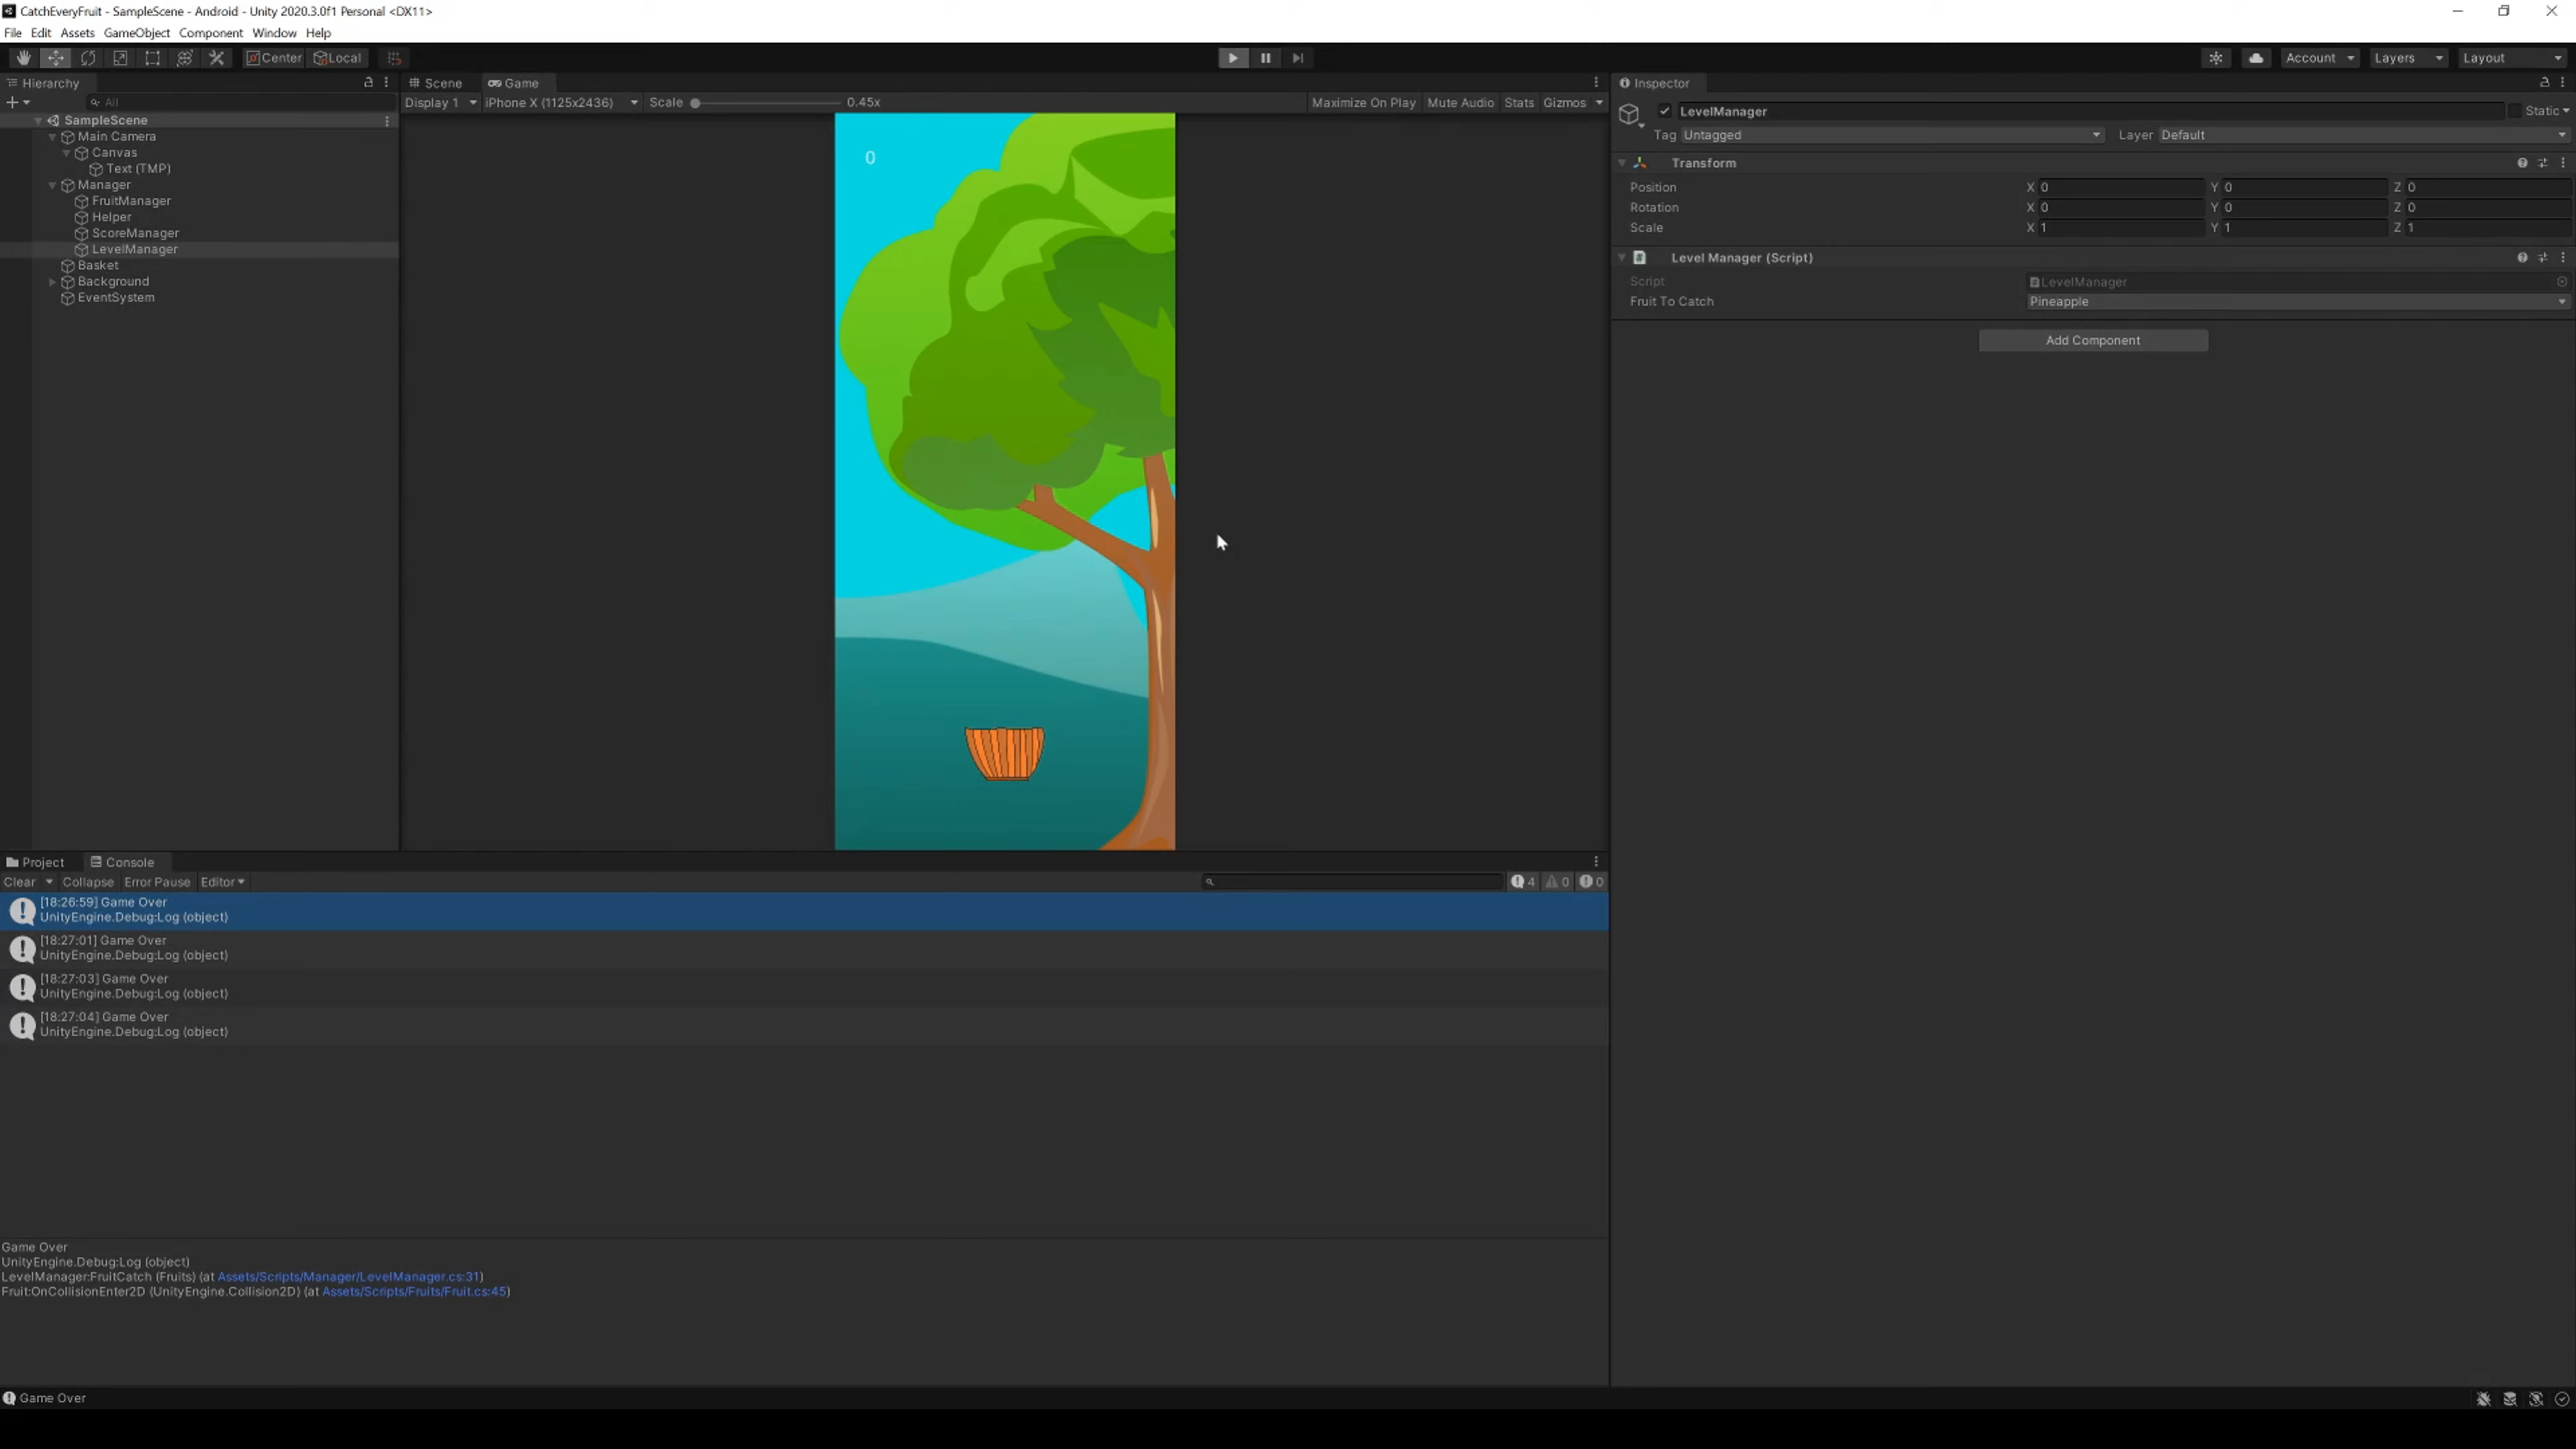 CatchEveryFruit - SampleScene - Android - Unity 2020.3.0f1 Personal <DX11>
File Edit Assets GameObject Component Window Help
Center Local
Account Layers Layout
Hierarchy
All
SampleScene
Main Camera
Canvas
Text (TMP)
Manager
FruitManager
Helper
ScoreManager
LevelManager
Basket
Background
EventSystem
Scene Game
Display 1 iPhone X (1125x2436) Scale 0.45x Maximize On Play Mute Audio Stats Gizmos
0
Inspector
LevelManager Static
Tag Untagged Layer Default
Transform
Position X 0 Y 0 Z 0
Rotation X 0 Y 0 Z 0
Scale X 1 Y 1 Z 1
Level Manager (Script)
Script LevelManager
Fruit To Catch Pineapple
Add Component
Project Console
Clear Collapse Error Pause Editor 4 0 0
[18:26:59] Game Over
UnityEngine.Debug:Log (object)
[18:27:01] Game Over
UnityEngine.Debug:Log (object)
[18:27:03] Game Over
UnityEngine.Debug:Log (object)
[18:27:04] Game Over
UnityEngine.Debug:Log (object)
Game Over
UnityEngine.Debug:Log (object)
LevelManager:FruitCatch (Fruits) (at Assets/Scripts/Manager/LevelManager.cs:31)
Fruit:OnCollisionEnter2D (UnityEngine.Collision2D) (at Assets/Scripts/Fruits/Fruit.cs:45)
Game Over